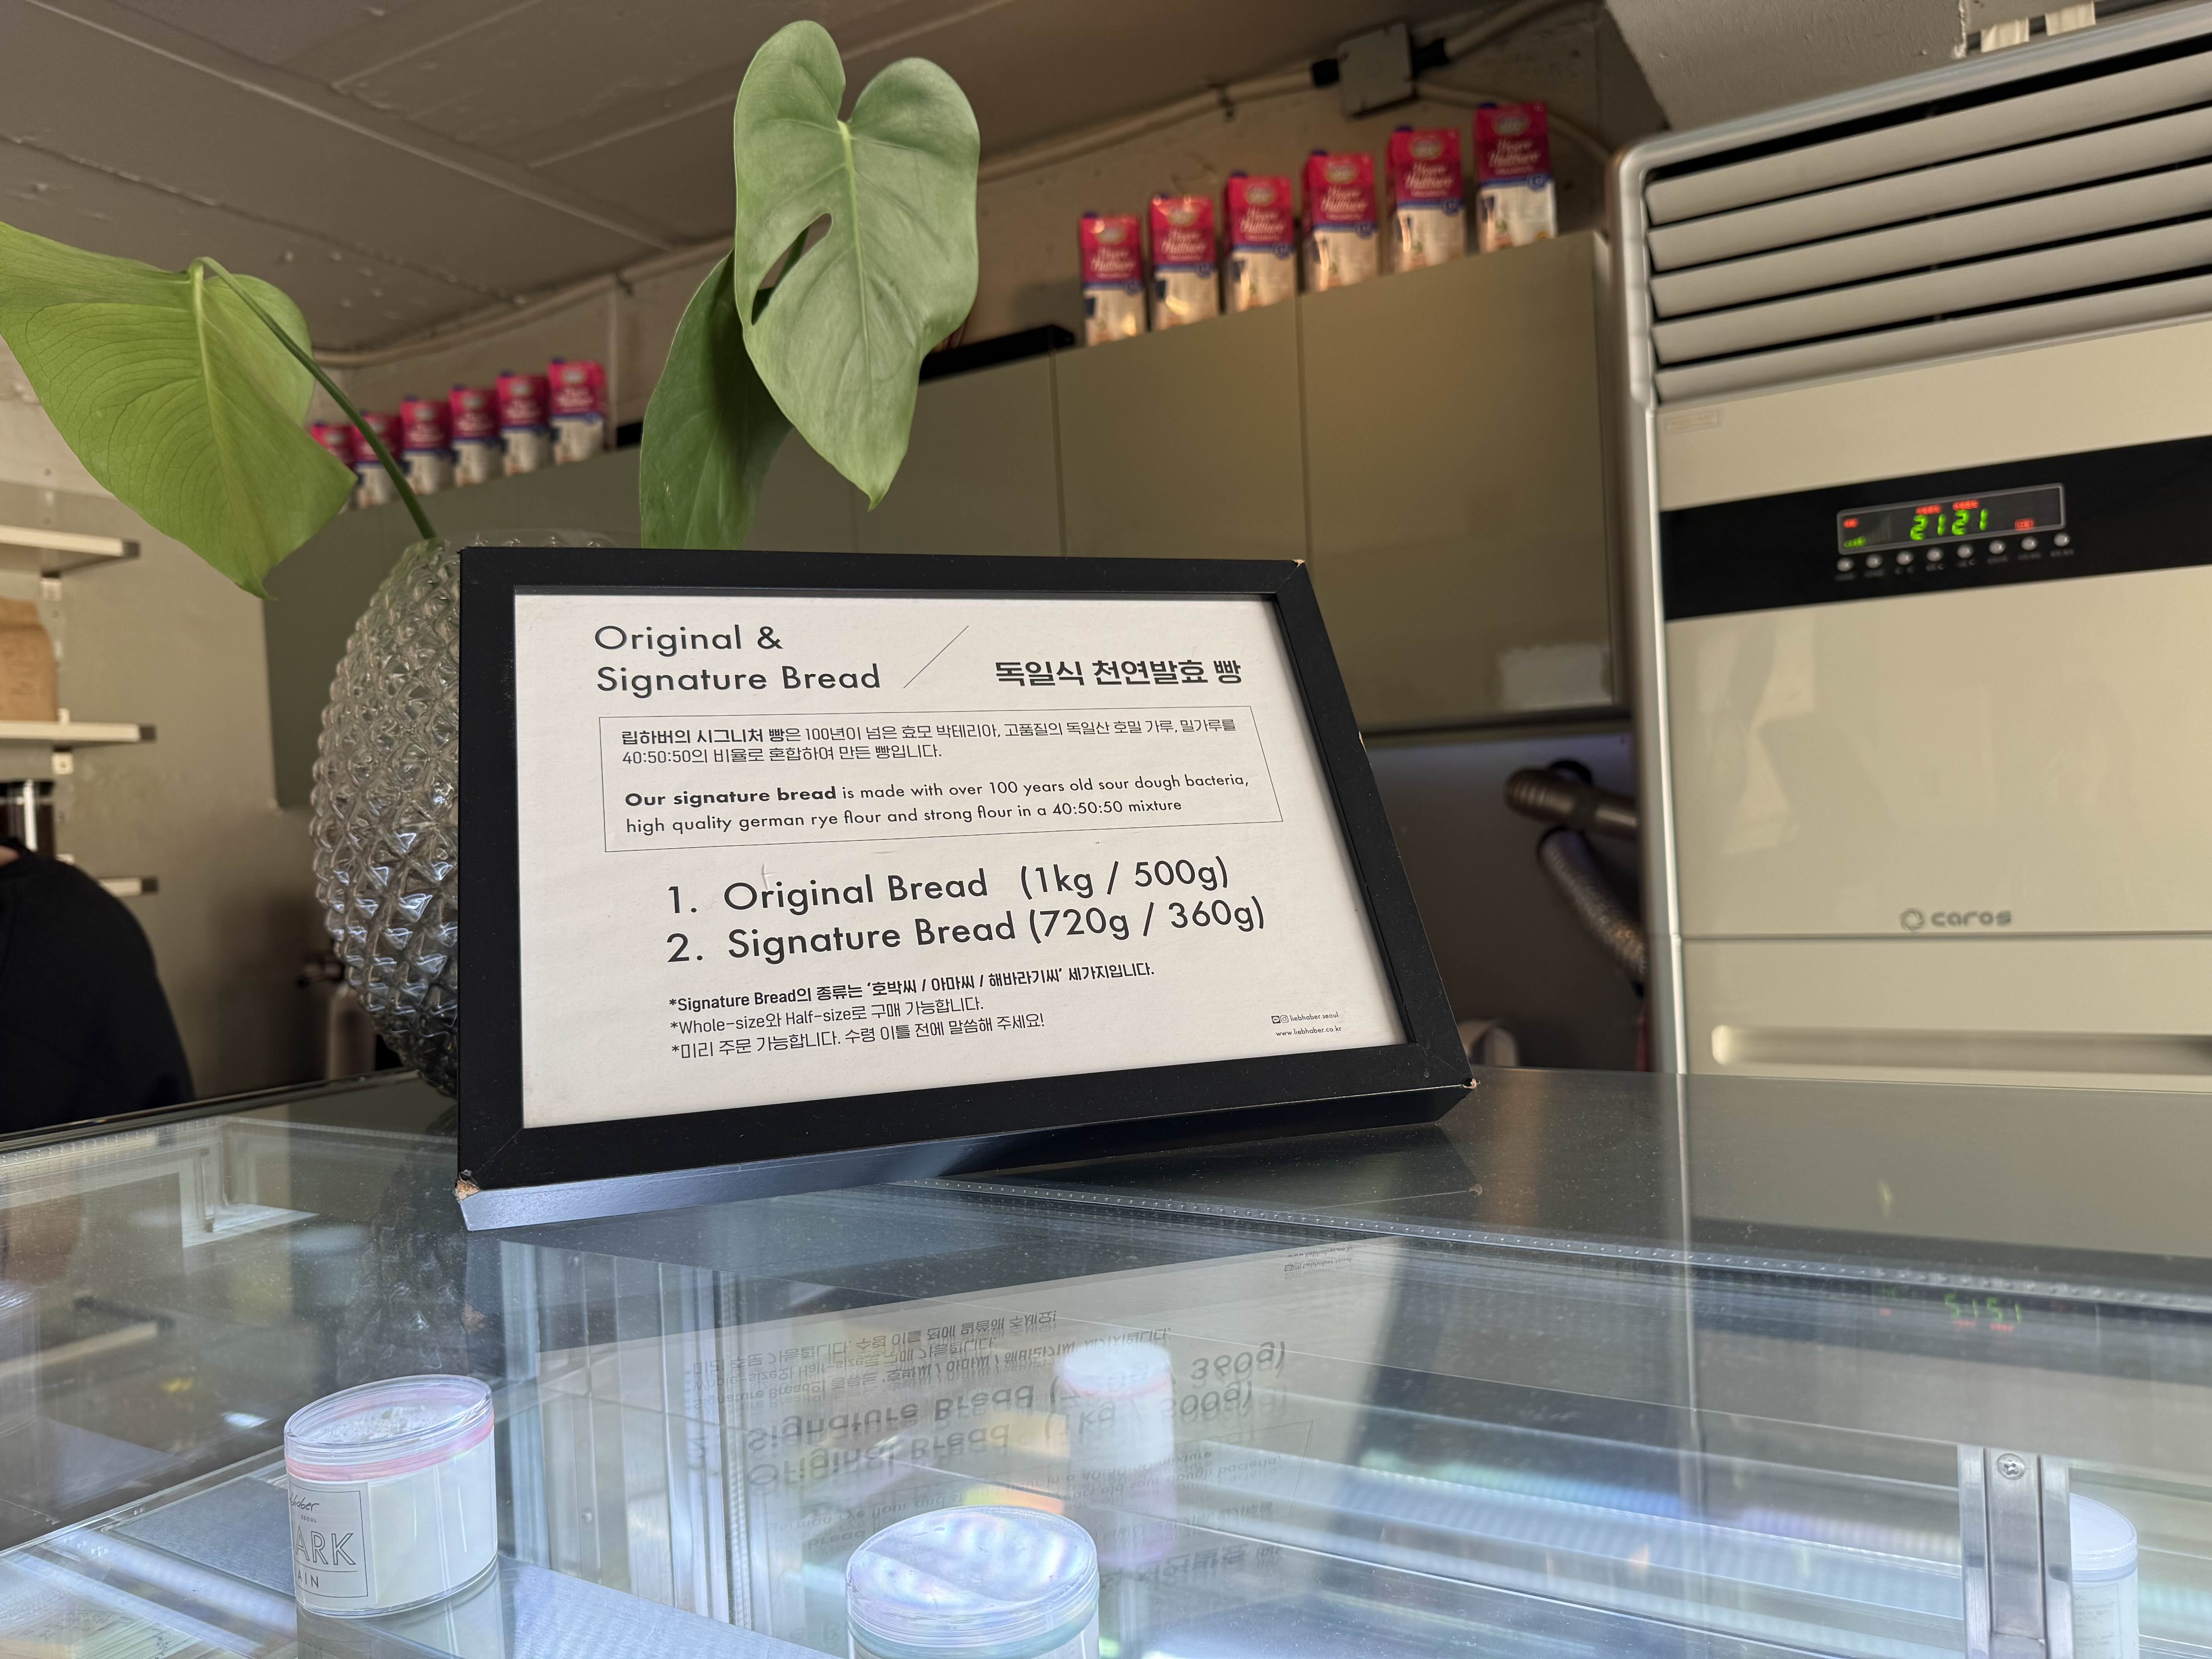 Original &
Signature Bread
독일식 천연발효 빵
립하버의 시그니처 빵은 100년이 넘은 효모 박테리아, 고품질의 독일산 호밀 가루, 밀가루를
40:50:50의 비율로 혼합하여 만든 빵입니다.
Our signature bread is made with over 100 years old sour dough bacteria,
high quality german rye flour and strong flour in a 40:50:50 mixture
1. Original Bread (1kg / 500g)
2. Signature Bread (720g / 360g)
*Signature Bread의 종류는 ‘호박씨 / 아마씨 / 해바라기씨’ 세가지입니다.
*Whole-size와 Half-size로 구매 가능합니다.
*미리 주문 가능합니다. 수령 이틀 전에 말씀해 주세요!
liebhaber.seoul
www.liebhaber.co.kr
2121
caros
SEOUL
ARK
AIN